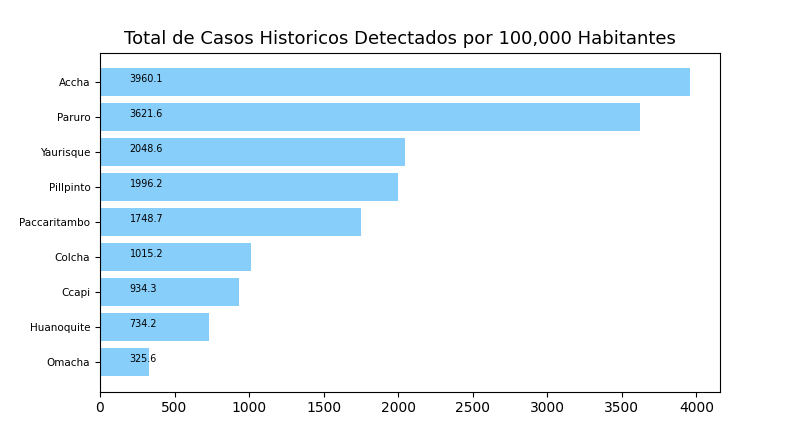 Total de Casos Historicos Detectados por 100,000 Habitantes
Accha 3960.1
Paruro 3621.6
Yaurisque 2048.6
Pillpinto 1996.2
Paccaritambo 1748.7
Colcha 1015.2
Ccapi 934.3
Huanoquite 734.2
Omacha 325.6
0 500 1000 1500 2000 2500 3000 3500 4000